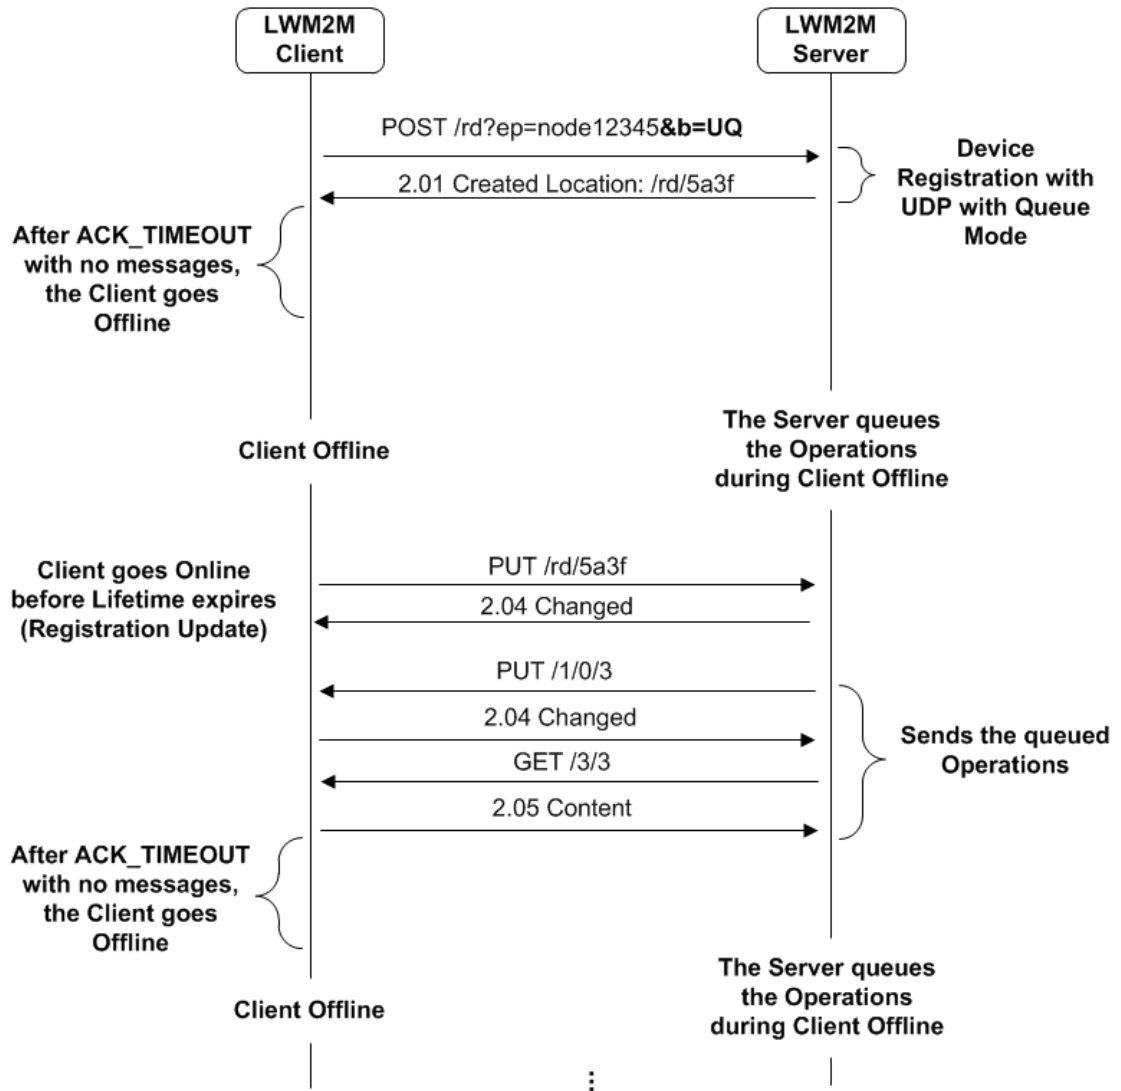 LWM2M
Client
LWM2M
Server
POST /rd?ep=node12345&b=UQ
2.01 Created Location: /rd/5a3f
Device
Registration with
UDP with Queue
Mode
After ACK_TIMEOUT
with no messages,
the Client goes
Offline
Client Offline
The Server queues
the Operations
during Client Offline
Client goes Online
before Lifetime expires
(Registration Update)
PUT /rd/5a3f
2.04 Changed
PUT /1/0/3
2.04 Changed
GET /3/3
2.05 Content
Sends the queued
Operations
After ACK_TIMEOUT
with no messages,
the Client goes
Offline
Client Offline
The Server queues
the Operations
during Client Offline
⋮